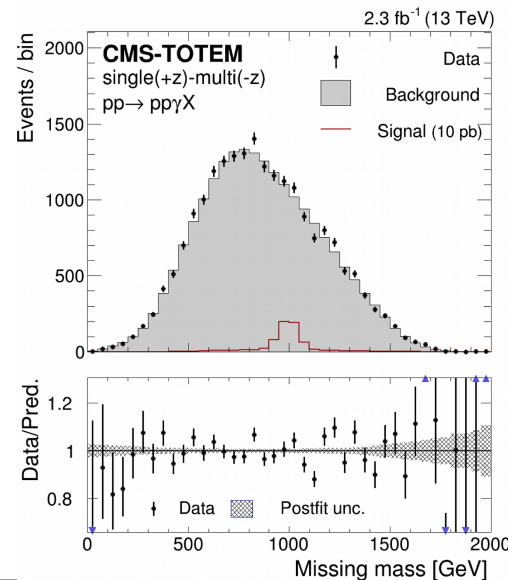 2.3 fb⁻¹ (13 TeV)
Events / bin
2000
1500
1000
500
0
CMS-TOTEM
single(+z)-multi(-z)
pp→ ppγX
Data
Background
Signal (10 pb)
Data/Pred.
1.2
1
0.8
Data
Postfit unc.
0
500
1000
1500
2000
Missing mass [GeV]